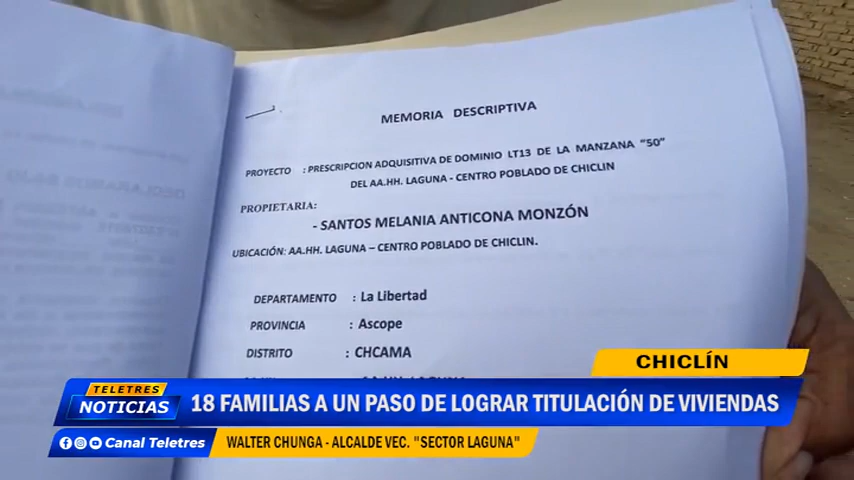 MEMORIA DESCRIPTIVA
PROYECTO : PRESCRIPCION ADQUISITIVA DE DOMINIO LT13 DE LA MANZANA "50"
DEL AA.HH. LAGUNA - CENTRO POBLADO DE CHICLIN
PROPIETARIA:
- SANTOS MELANIA ANTICONA MONZÓN
UBICACIÓN: AA.HH. LAGUNA – CENTRO POBLADO DE CHICLIN.
DEPARTAMENTO : La Libertad
PROVINCIA : Ascope
DISTRITO : CHCAMA
CHICLÍN
TELETRES
NOTICIAS
18 FAMILIAS A UN PASO DE LOGRAR TITULACIÓN DE VIVIENDAS
Canal Teletres
WALTER CHUNGA - ALCALDE VEC. "SECTOR LAGUNA"